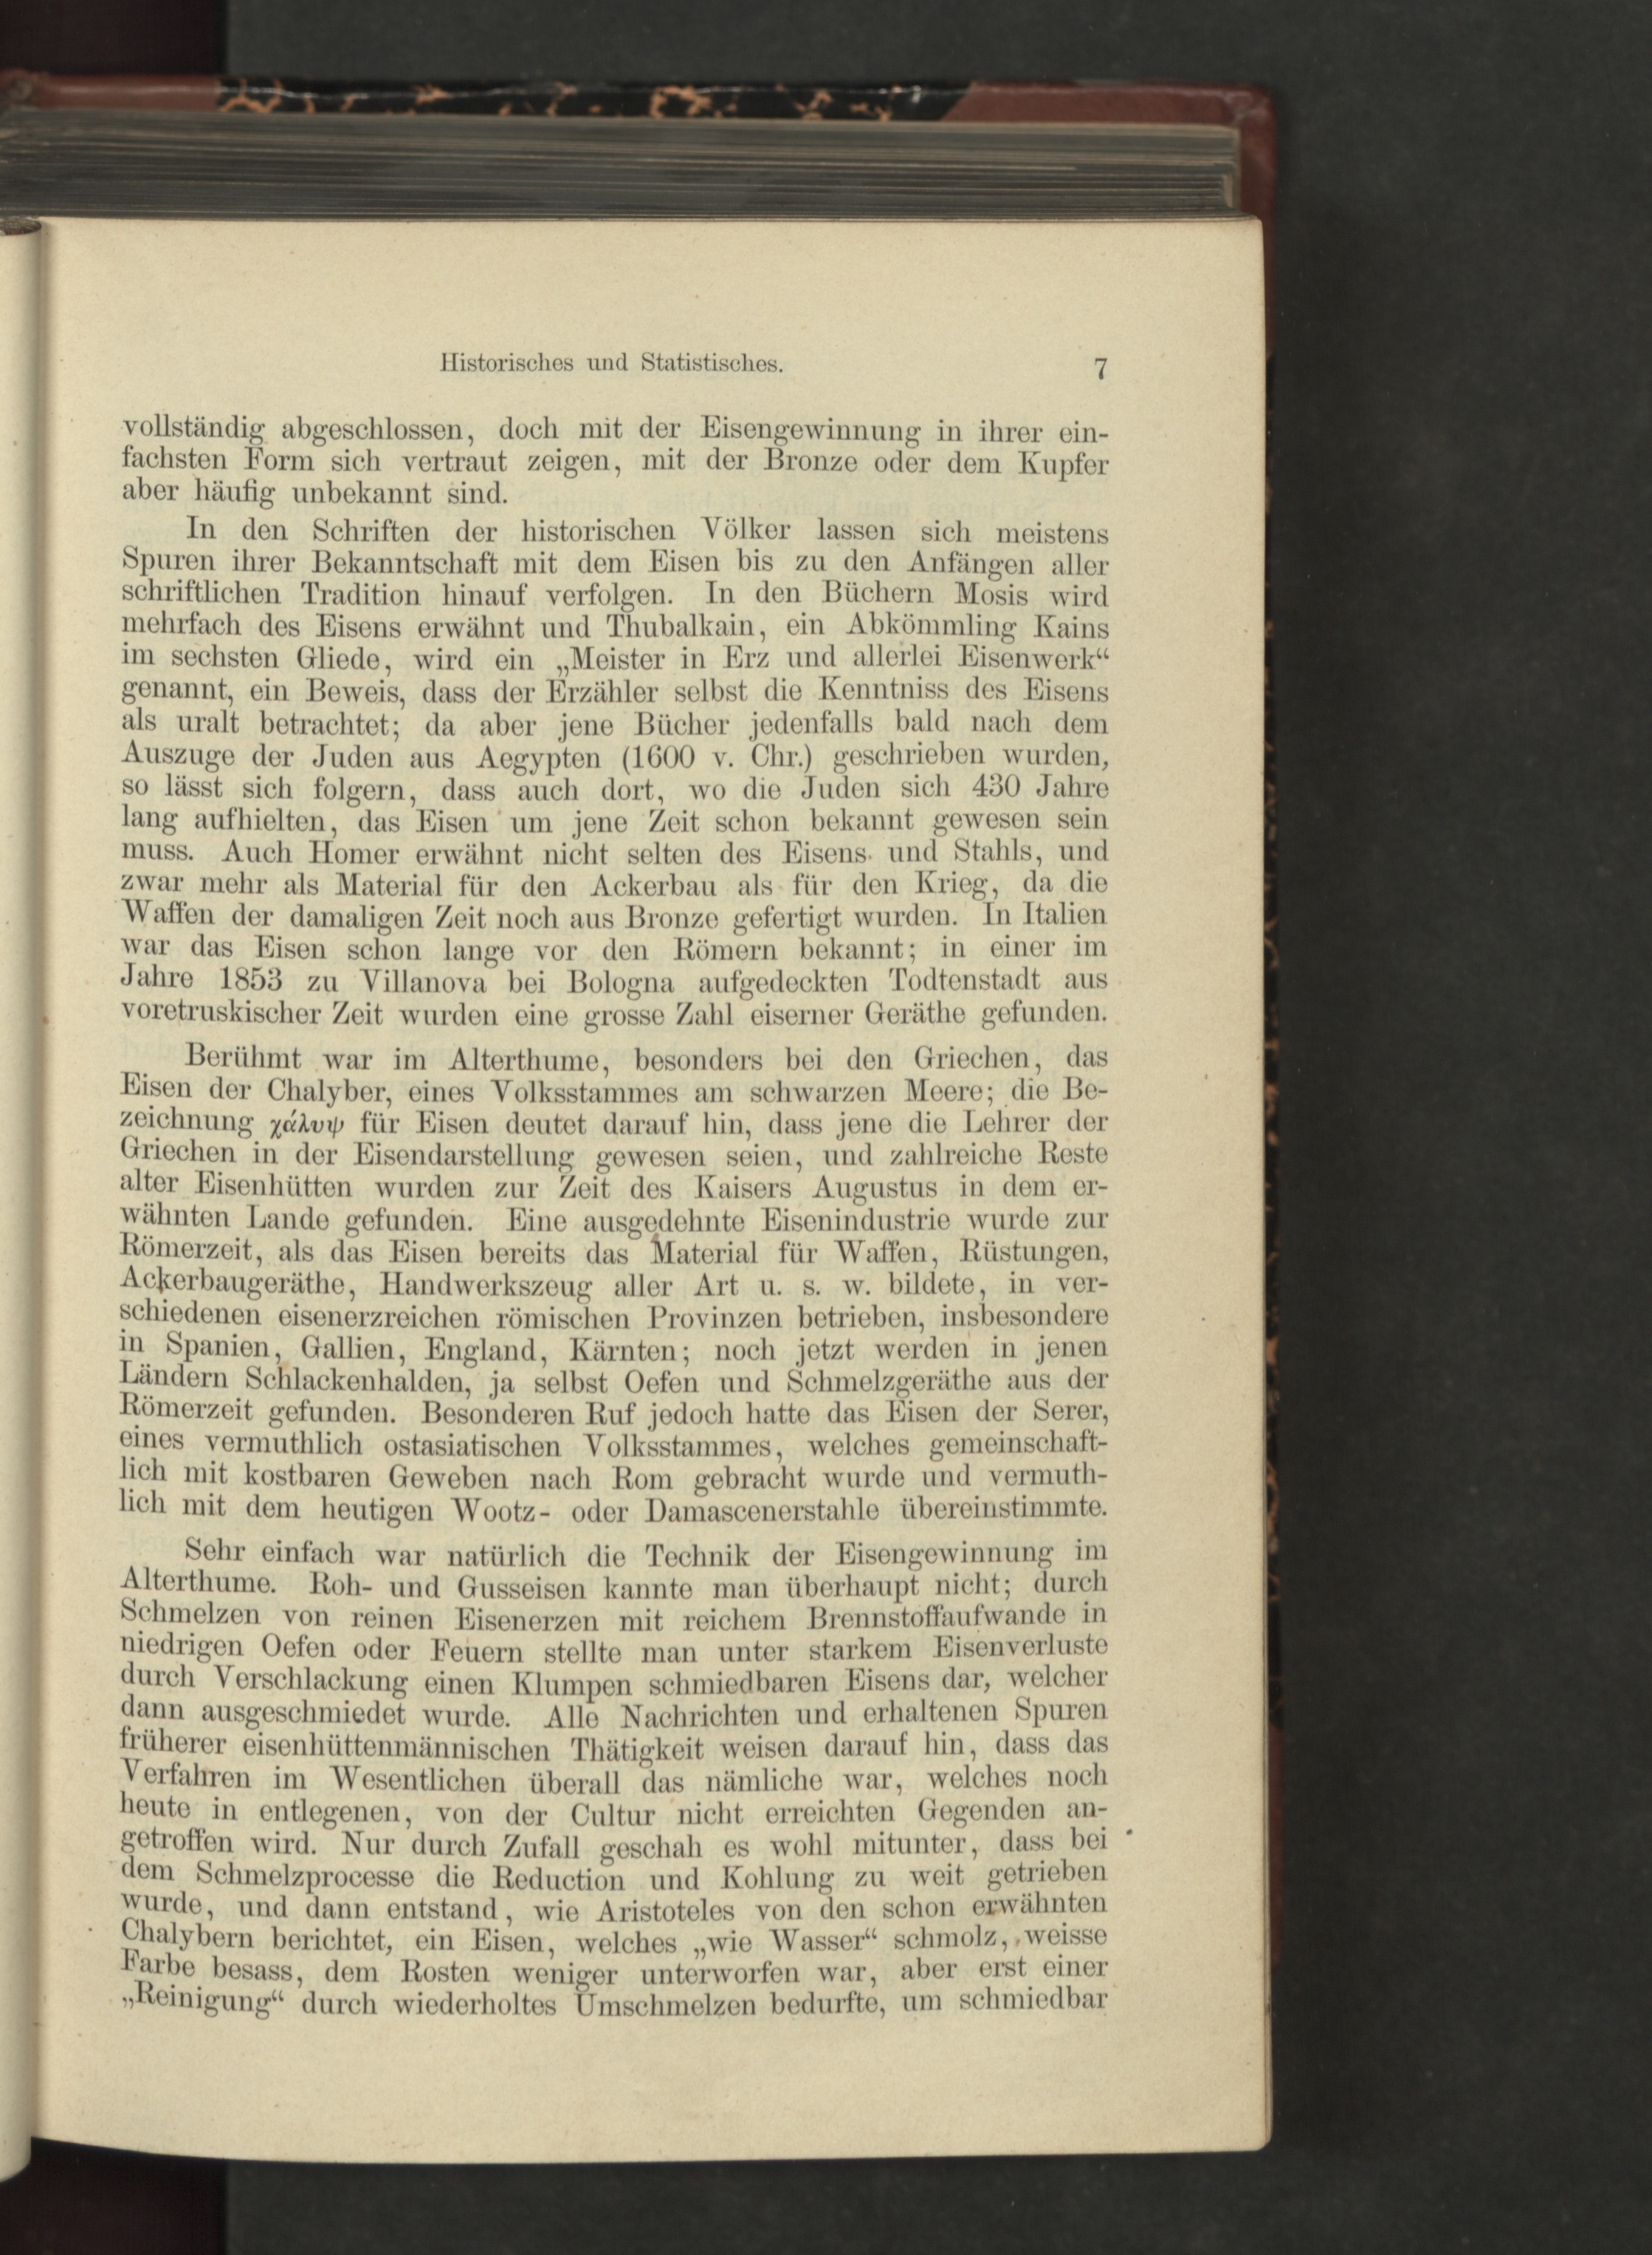 Historisches und Statistisches. 7
vollständig abgeschlossen, doch mit der Eisengewinnung in ihrer ein-
fachsten Form sich vertraut zeigen, mit der Bronze oder dem Kupfer
aber häufig unbekannt sind.
In den Schriften der historischen Völker lassen sich meistens
Spuren ihrer Bekanntschaft mit dem Eisen bis zu den Anfängen aller
schriftlichen Tradition hinauf verfolgen. In den Büchern Mosis wird
mehrfach des Eisens erwähnt und Thubalkain, ein Abkömmling Kains
im sechsten Gliede, wird ein „Meister in Erz und allerlei Eisenwerk“
genannt, ein Beweis, dass der Erzähler selbst die Kenntniss des Eisens
als uralt betrachtet; da aber jene Bücher jedenfalls bald nach dem
Auszuge der Juden aus Aegypten (1600 v. Chr.) geschrieben wurden,
so lässt sich folgern, dass auch dort, wo die Juden sich 430 Jahre
lang aufhielten, das Eisen um jene Zeit schon bekannt gewesen sein
muss. Auch Homer erwähnt nicht selten des Eisens und Stahls, und
zwar mehr als Material für den Ackerbau als für den Krieg, da die
Waffen der damaligen Zeit noch aus Bronze gefertigt wurden. In Italien
war das Eisen schon lange vor den Römern bekannt; in einer im
Jahre 1853 zu Villanova bei Bologna aufgedeckten Todtenstadt aus
voretruskischer Zeit wurden eine grosse Zahl eiserner Geräthe gefunden.
Berühmt war im Alterthume, besonders bei den Griechen, das
Eisen der Chalyber, eines Volksstammes am schwarzen Meere; die Be-
zeichnung χάλυψ für Eisen deutet darauf hin, dass jene die Lehrer der
Griechen in der Eisendarstellung gewesen seien, und zahlreiche Reste
alter Eisenhütten wurden zur Zeit des Kaisers Augustus in dem er-
wähnten Lande gefunden. Eine ausgedehnte Eisenindustrie wurde zur
Römerzeit, als das Eisen bereits das Material für Waffen, Rüstungen,
Ackerbaugeräthe, Handwerkszeug aller Art u. s. w. bildete, in ver-
schiedenen eisenerzreichen römischen Provinzen betrieben, insbesondere
in Spanien, Gallien, England, Kärnten; noch jetzt werden in jenen
Ländern Schlackenhalden, ja selbst Oefen und Schmelzgeräthe aus der
Römerzeit gefunden. Besonderen Ruf jedoch hatte das Eisen der Serer,
eines vermuthlich ostasiatischen Volksstammes, welches gemeinschaft-
lich mit kostbaren Geweben nach Rom gebracht wurde und vermuth-
lich mit dem heutigen Wootz- oder Damascenerstahle übereinstimmte.
Sehr einfach war natürlich die Technik der Eisengewinnung im
Alterthume. Roh- und Gusseisen kannte man überhaupt nicht; durch
Schmelzen von reinen Eisenerzen mit reichem Brennstoffaufwande in
niedrigen Oefen oder Feuern stellte man unter starkem Eisenverluste
durch Verschlackung einen Klumpen schmiedbaren Eisens dar, welcher
dann ausgeschmiedet wurde. Alle Nachrichten und erhaltenen Spuren
früherer eisenhüttenmännischen Thätigkeit weisen darauf hin, dass das
Verfahren im Wesentlichen überall das nämliche war, welches noch
heute in entlegenen, von der Cultur nicht erreichten Gegenden an-
getroffen wird. Nur durch Zufall geschah es wohl mitunter, dass bei
dem Schmelzprocesse die Reduction und Kohlung zu weit getrieben
wurde, und dann entstand, wie Aristoteles von den schon erwähnten
Chalybern berichtet, ein Eisen, welches „wie Wasser“ schmolz, weisse
Farbe besass, dem Rosten weniger unterworfen war, aber erst einer
„Reinigung“ durch wiederholtes Umschmelzen bedurfte, um schmiedbar